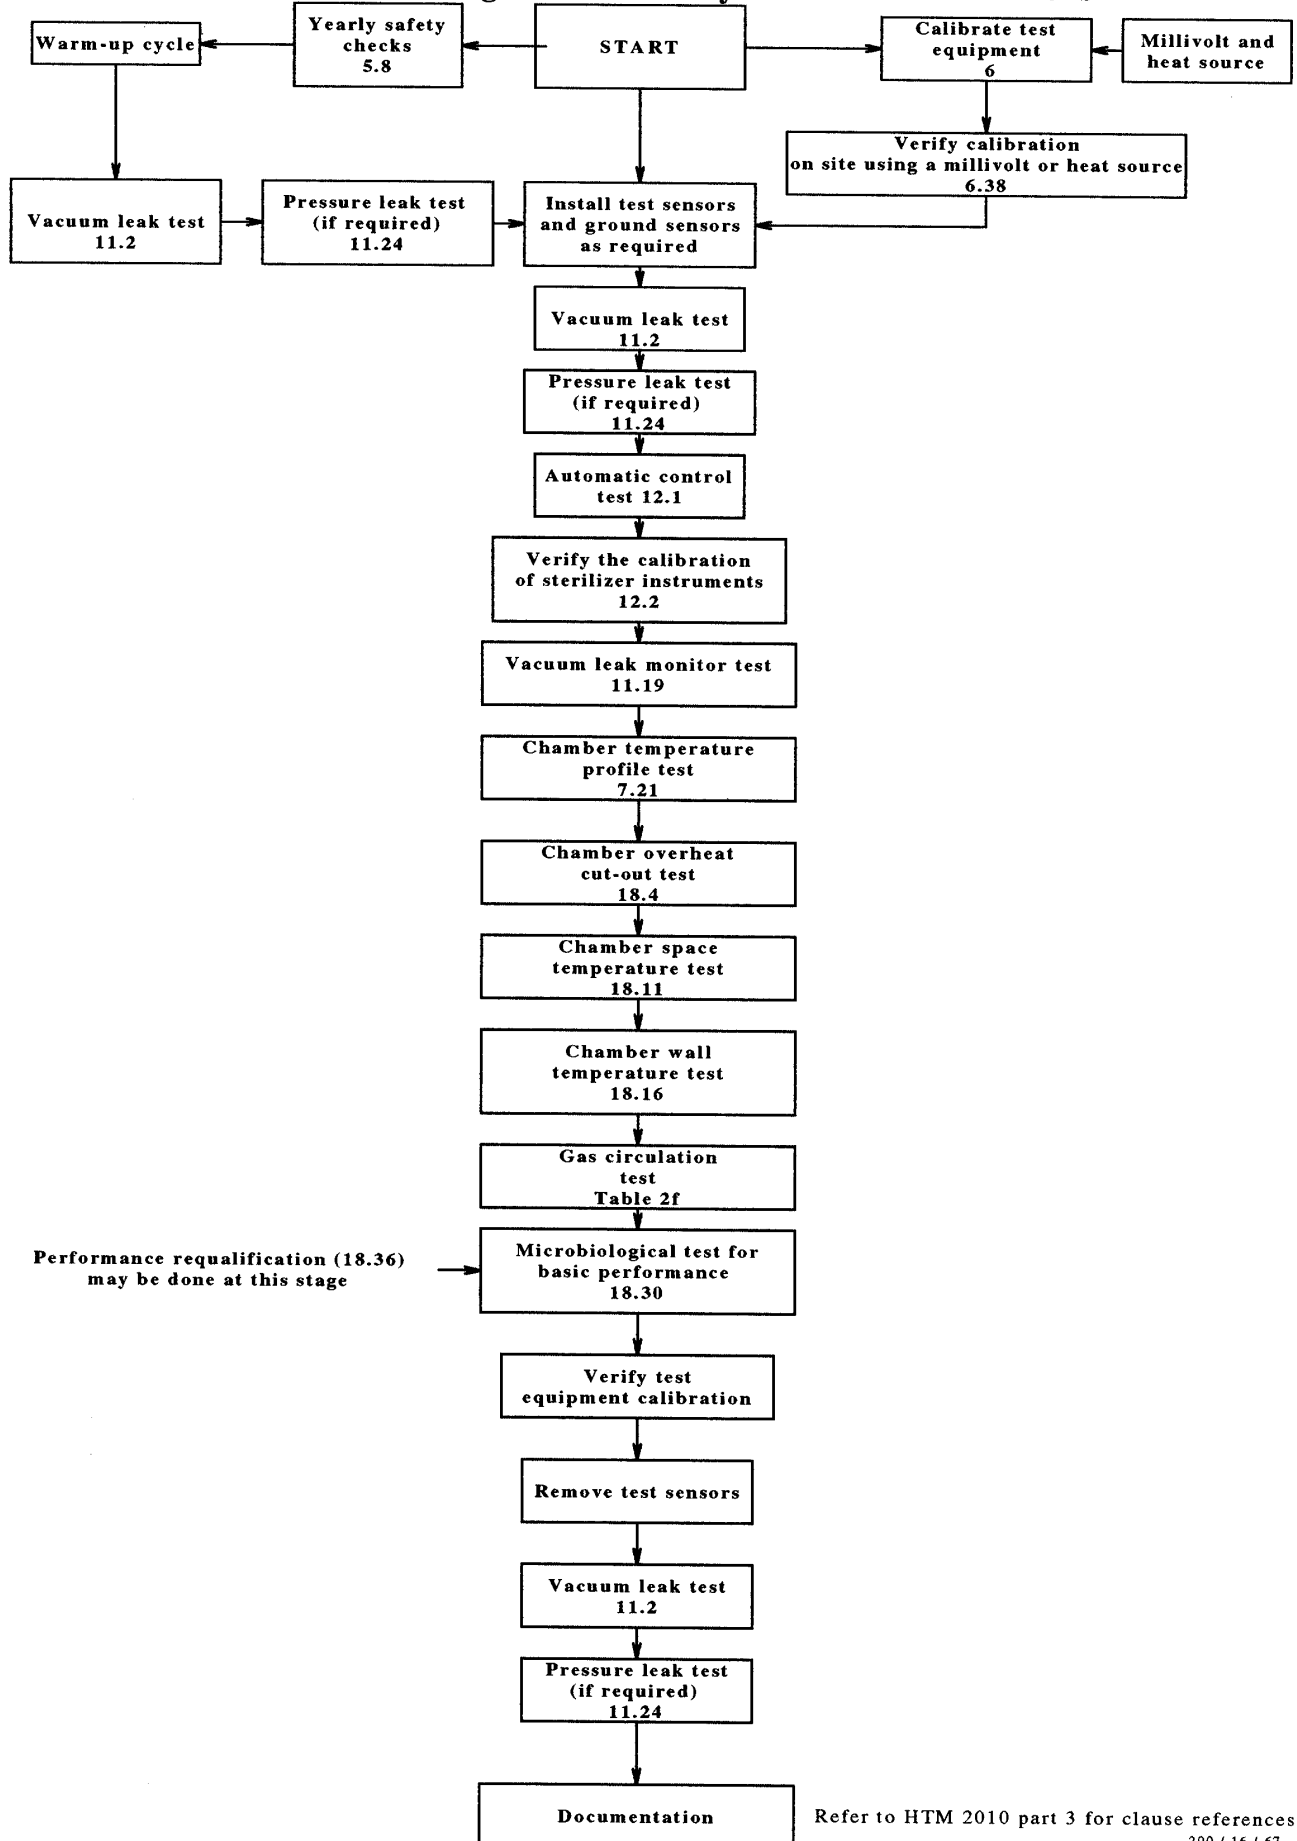 Yearly safety
checks
5.8
Warm-up cycle
START
Calibrate test
equipment
6
Millivolt and
heat source
Verify calibration
on site using a millivolt or heat source
6.38
Vacuum leak test
11.2
Pressure leak test
(if required)
11.24
Install test sensors
and ground sensors
as required
Vacuum leak test
11.2
Pressure leak test
(if required)
11.24
Automatic control
test 12.1
Verify the calibration
of sterilizer instruments
12.2
Vacuum leak monitor test
11.19
Chamber temperature
profile test
7.21
Chamber overheat
cut-out test
18.4
Chamber space
temperature test
18.11
Chamber wall
temperature test
18.16
Gas circulation
test
Table 2f
Performance requalification (18.36)
may be done at this stage
Microbiological test for
basic performance
18.30
Verify test
equipment calibration
Remove test sensors
Vacuum leak test
11.2
Pressure leak test
(if required)
11.24
Documentation
Refer to HTM 2010 part 3 for clause references